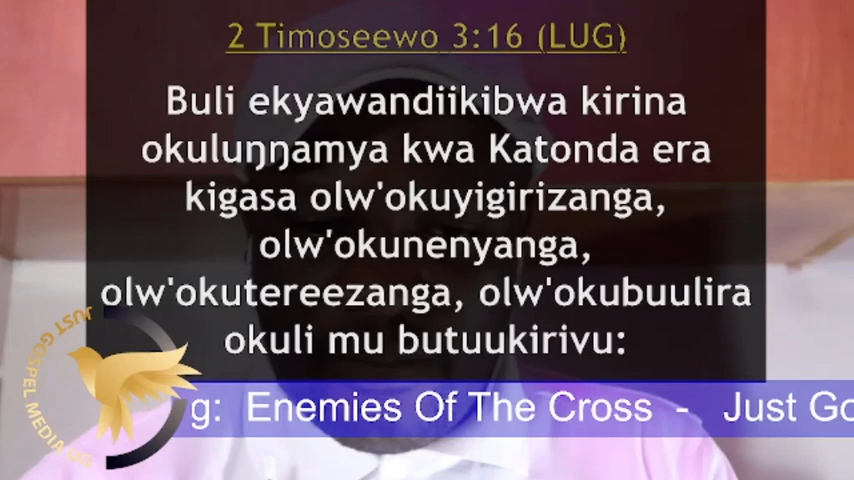 2 Timoseewo 3:16 (LUG)
Buli ekyawandiikibwa kirina
okuluŋŋamya kwa Katonda era
kigasa olw'okuyigirizanga,
olw'okunenyanga,
olw'okutereezanga, olw'okubuulira
okuli mu butuukirivu:
JUST GOSPEL MEDIA UG
g: Enemies Of The Cross - Just Go